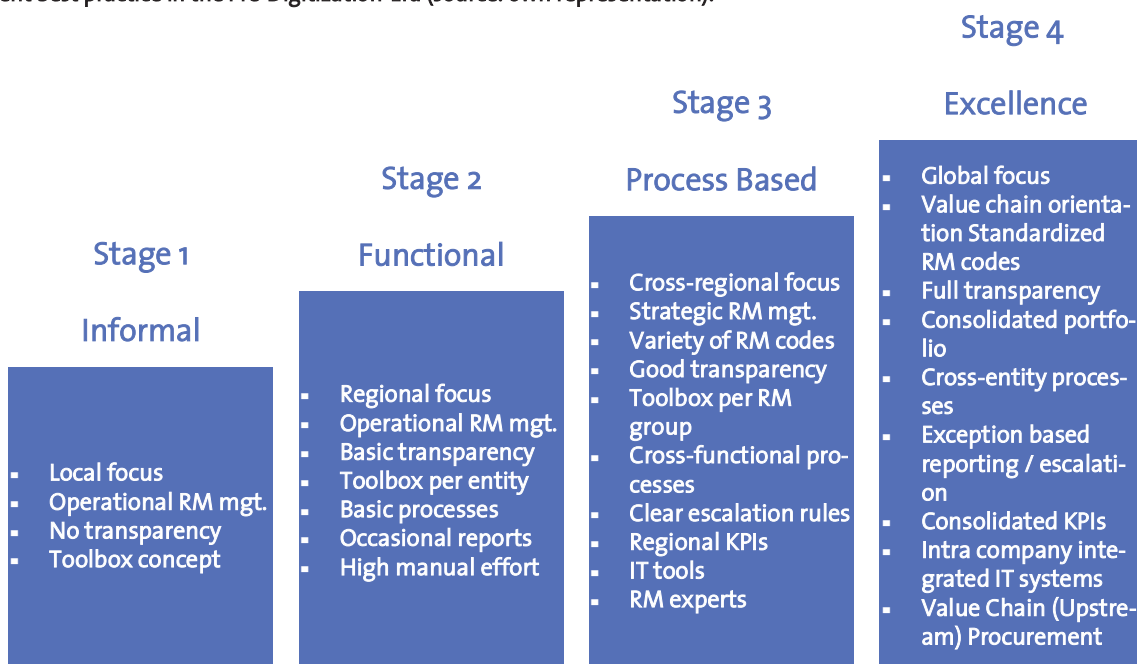 Stage 1
Informal
Local focus
Operational RM mgt.
No transparency
Toolbox concept
Stage 2
Functional
Regional focus
Operational RM mgt.
Basic transparency
Toolbox per entity
Basic processes
Occasional reports
High manual effort
Stage 3
Process Based
Cross-regional focus
Strategic RM mgt.
Variety of RM codes
Good transparency
Toolbox per RM
group
Cross-functional pro-
cesses
Clear escalation rules
Regional KPIs
IT tools
RM experts
Stage 4
Excellence
Global focus
Value chain orienta-
tion Standardized
RM codes
Full transparency
Consolidated portfo-
lio
Cross-entity proces-
ses
Exception based
reporting / escalati-
on
Consolidated KPIs
Intra company inte-
grated IT systems
Value Chain (Upstre-
am) Procurement